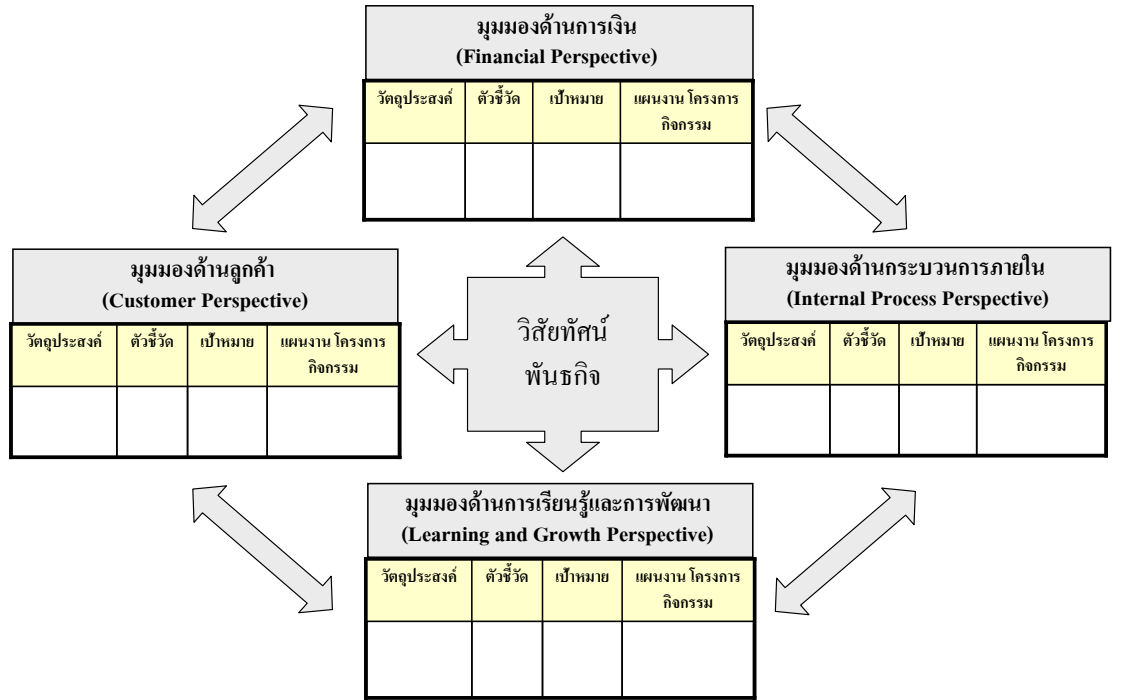 มุมมองด้านการเงิน
(Financial Perspective)
วัตถุประสงค์ ตัวชี้วัด เป้าหมาย แผนงาน โครงการ
กิจกรรม
มุมมองด้านลูกค้า
(Customer Perspective)
วัตถุประสงค์ ตัวชี้วัด เป้าหมาย แผนงาน โครงการ
กิจกรรม
วิสัยทัศน์
พันธกิจ
มุมมองด้านกระบวนการภายใน
(Internal Process Perspective)
วัตถุประสงค์ ตัวชี้วัด เป้าหมาย แผนงาน โครงการ
กิจกรรม
มุมมองด้านการเรียนรู้และการพัฒนา
(Learning and Growth Perspective)
วัตถุประสงค์ ตัวชี้วัด เป้าหมาย แผนงาน โครงการ
กิจกรรม